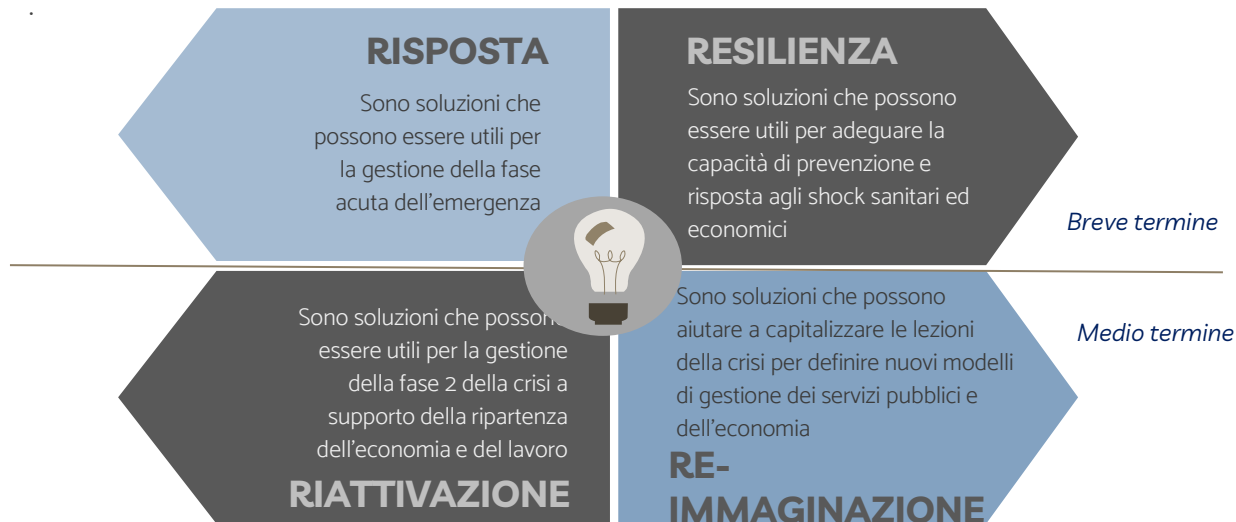 .
RISPOSTA
Sono soluzioni che
possono essere utili per
la gestione della fase
acuta dell'emergenza
RESILIENZA
Sono soluzioni che possono
essere utili per adeguare la
capacità di prevenzione e
risposta agli shock sanitari ed
economici
Breve termine
Sono soluzioni che possono
essere utili per la gestione
della fase 2 della crisi a
supporto della ripartenza
dell'economia e del lavoro
RIATTIVAZIONE
Sono soluzioni che possono
aiutare a capitalizzare le lezioni
della crisi per definire nuovi modelli
di gestione dei servizi pubblici e
dell'economia
RE-
IMMAGINAZIONE
Medio termine